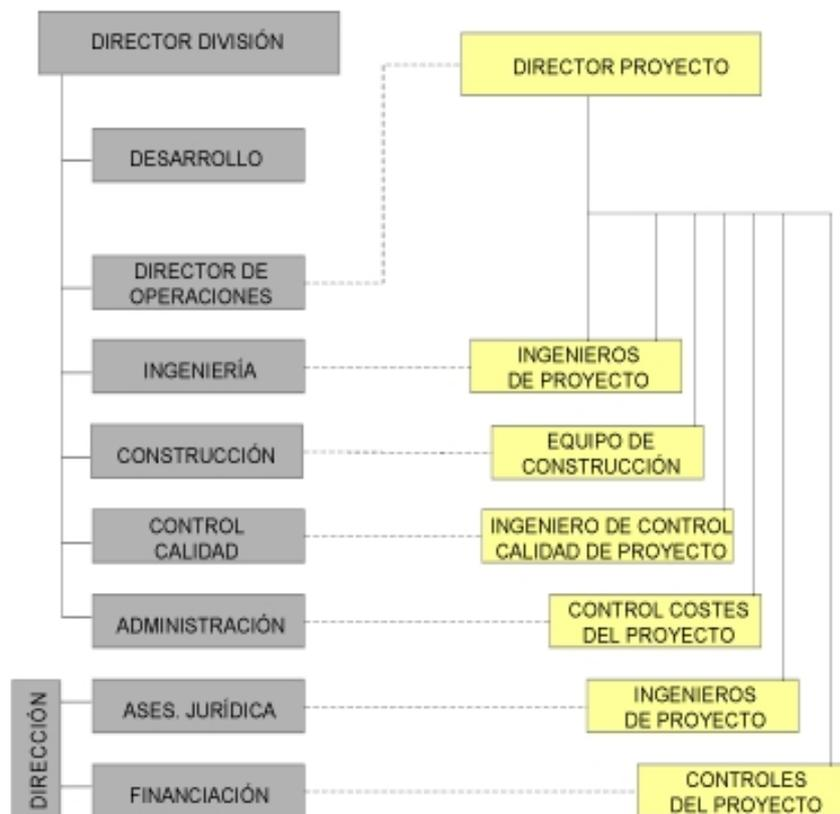 DIRECTOR DIVISIÓN
DIRECTOR PROYECTO
DESARROLLO
DIRECTOR DE
OPERACIONES
INGENIERÍA
INGENIEROS
DE PROYECTO
CONSTRUCCIÓN
EQUIPO DE
CONSTRUCCIÓN
CONTROL
CALIDAD
INGENIERO DE CONTROL
CALIDAD DE PROYECTO
ADMINISTRACIÓN
CONTROL COSTES
DEL PROYECTO
DIRECCIÓN
ASES. JURÍDICA
INGENIEROS
DE PROYECTO
FINANCIACIÓN
CONTROLES
DEL PROYECTO